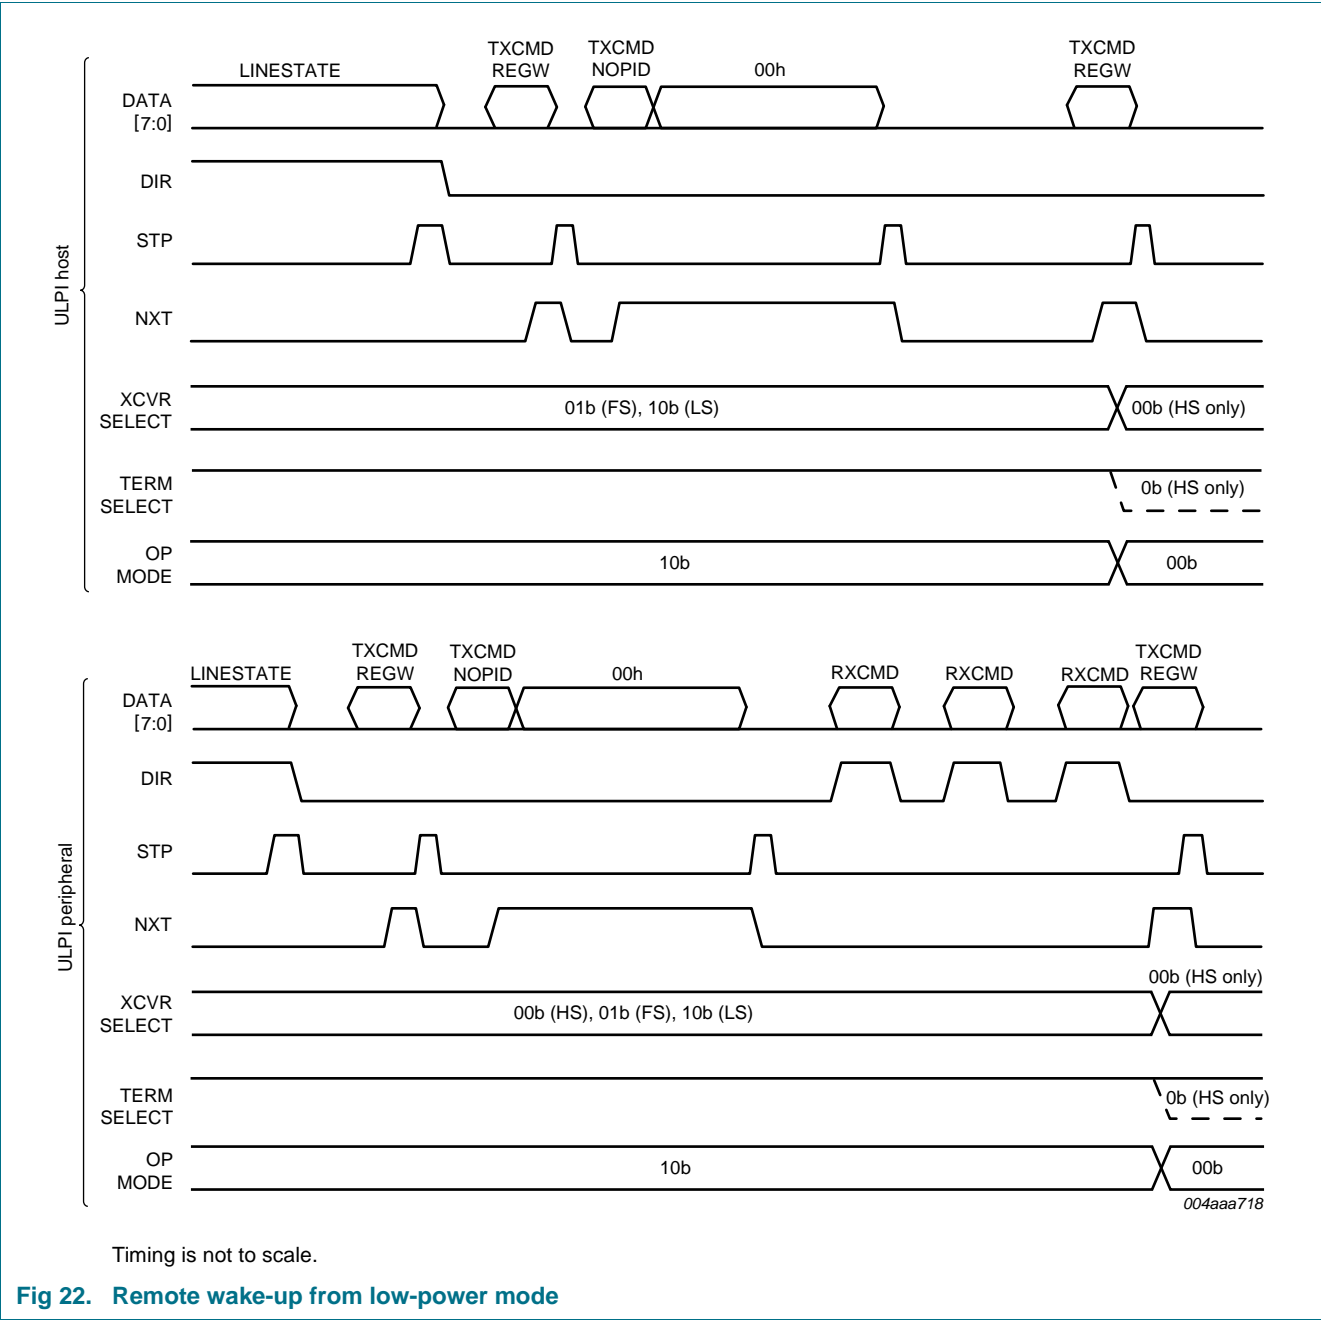 TXCMD TXCMD TXCMD
LINESTATE REGW NOPID 00h REGW
DATA
[7:0]
DIR
STP
ULPI host
NXT
XCVR
SELECT
01b (FS), 10b (LS) 00b (HS only)
TERM
SELECT
0b (HS only)
OP
MODE
10b 00b
TXCMD TXCMD TXCMD
LINESTATE REGW NOPID 00h RXCMD RXCMD RXCMD REGW
DATA
[7:0]
DIR
STP
ULPI peripheral
NXT
00b (HS only)
XCVR
SELECT
00b (HS), 01b (FS), 10b (LS)
TERM
SELECT
0b (HS only)
OP
MODE
10b 00b
004aaa718
Timing is not to scale.
Fig 22. Remote wake-up from low-power mode